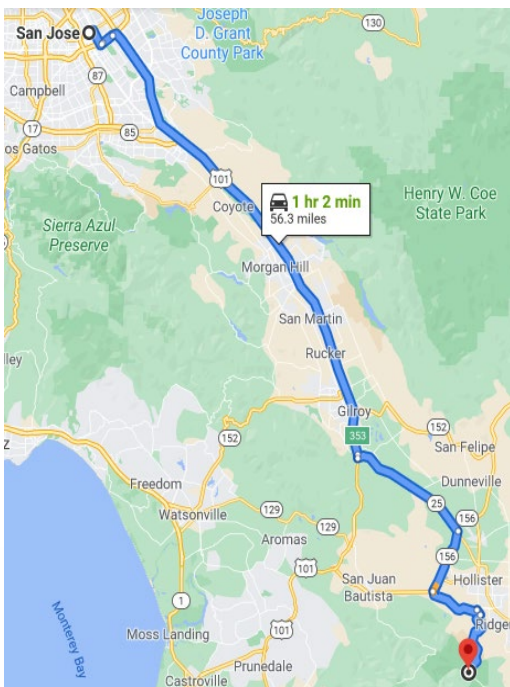 Joseph
D. Grant
County Park
130
San Jose
87
Campbell
17
85
os Gatos
101
Henry W. Coe
State Park
1 hr 2 min
56.3 miles
Coyote
Sierra Azul
Preserve
Morgan Hill
San Martin
Rucker
lley
Gilroy
152
353
152
z
San Felipe
Freedom
Dunneville
25
156
Watsonville
129
129
Aromas
156
101
San Juan
Bautista
Hollister
1
101
Ridgem
Moss Landing
Monterey Bay
Prunedale
Castroville